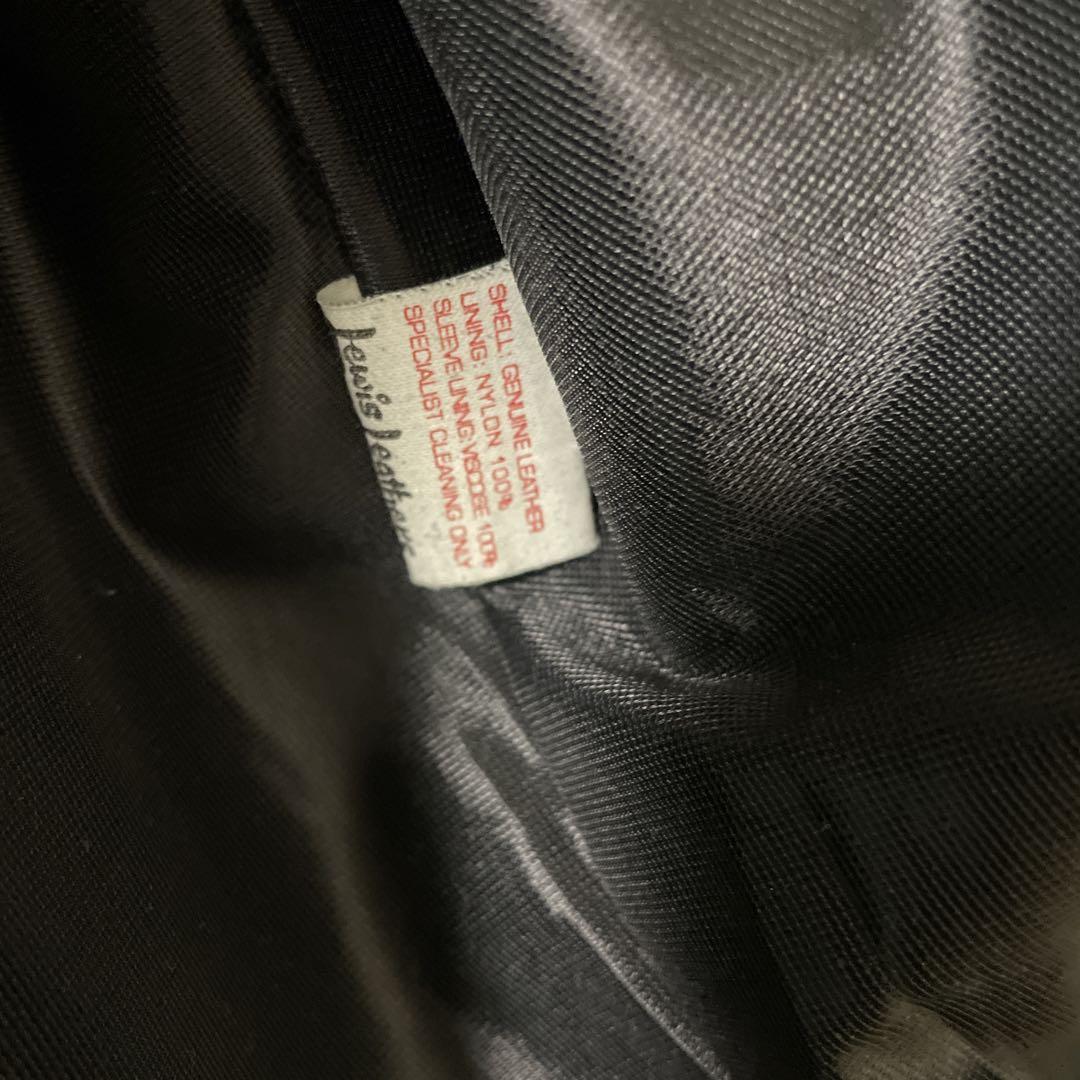 SHELL: GENUINE LEATHER
LINING: NYLON 100%
SLEEVE LINING: VISCOSE 100%
SPECIALIST CLEANING ONLY
Lewis Leathers